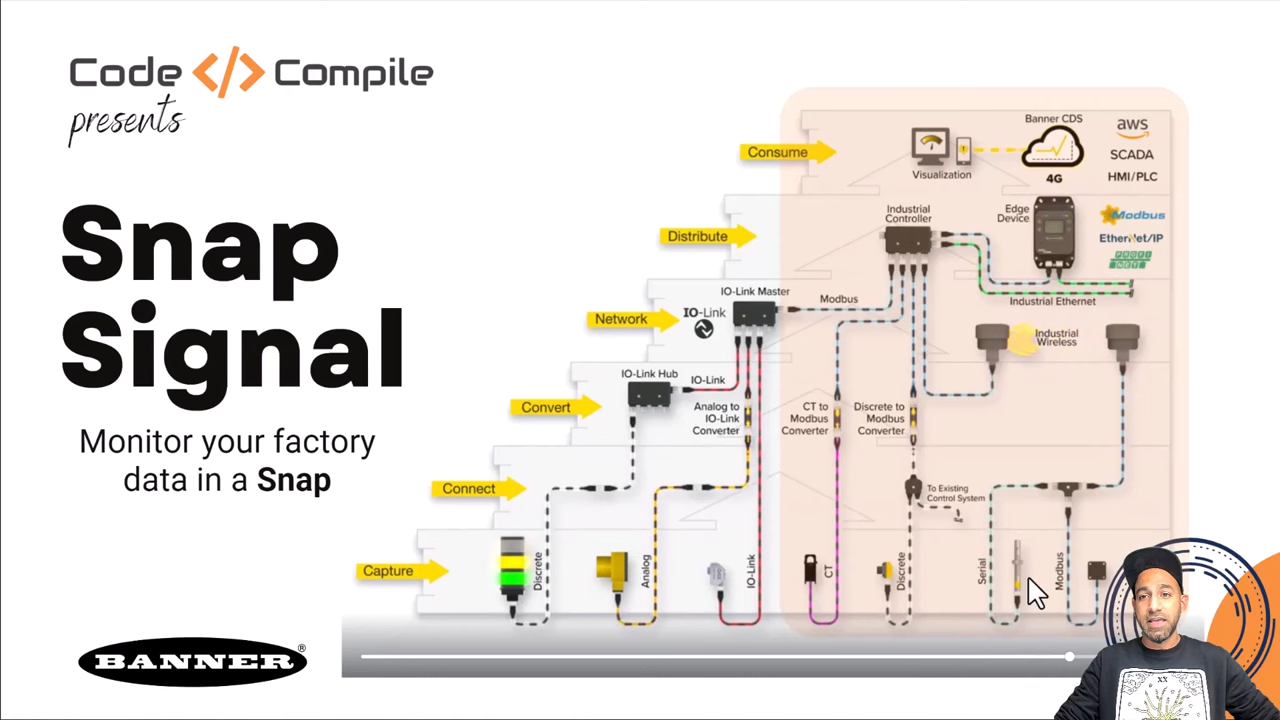 Code </> Compile
presents
Snap
Signal
Monitor your factory
data in a Snap
BANNER®
Consume
Visualization
Banner CDS
4G
aws
SCADA
HMI/PLC
Distribute
Industrial
Controller
Edge
Device
Modbus
EtherNet/IP
PROFI
NET
Industrial Ethernet
Network
IO-Link
IO-Link Master
Modbus
Industrial
Wireless
Convert
IO-Link Hub
IO-Link
Analog to
IO-Link
Converter
CT to
Modbus
Converter
Discrete to
Modbus
Converter
Connect
To Existing
Control System
Capture
Discrete
Analog
IO-Link
CT
Discrete
Serial
Modbus
XX